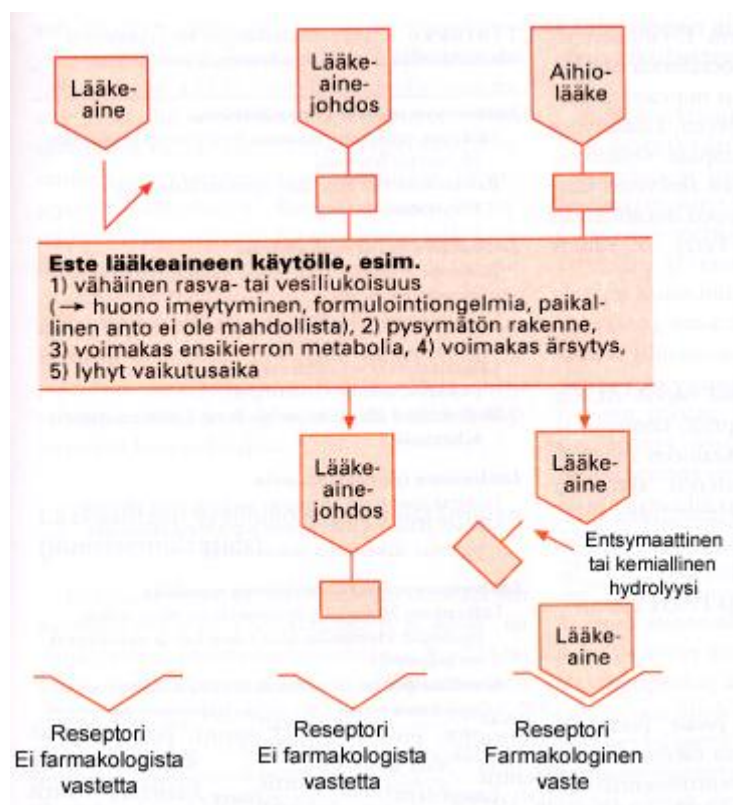 Lääke-
aine
Lääke-
aine-
johdos
Aihio-
lääke
Este lääkeaineen käytölle, esim.
1) vähäinen rasva- tai vesiliukoisuus
(→ huono imeytyminen, formulointiongelmia, paikal-
linen anto ei ole mahdollista), 2) pysymätön rakenne,
3) voimakas ensikierron metabolia, 4) voimakas ärsytys,
5) lyhyt vaikutusaika
Lääke-
aine-
johdos
Lääke-
aine
Entsymaattinen
tai kemiallinen
hydrolyysi
Lääke-
aine
Reseptori
Ei farmakologista
vastetta
Reseptori
Ei farmakologista
vastetta
Reseptori
Farmakologinen
vaste